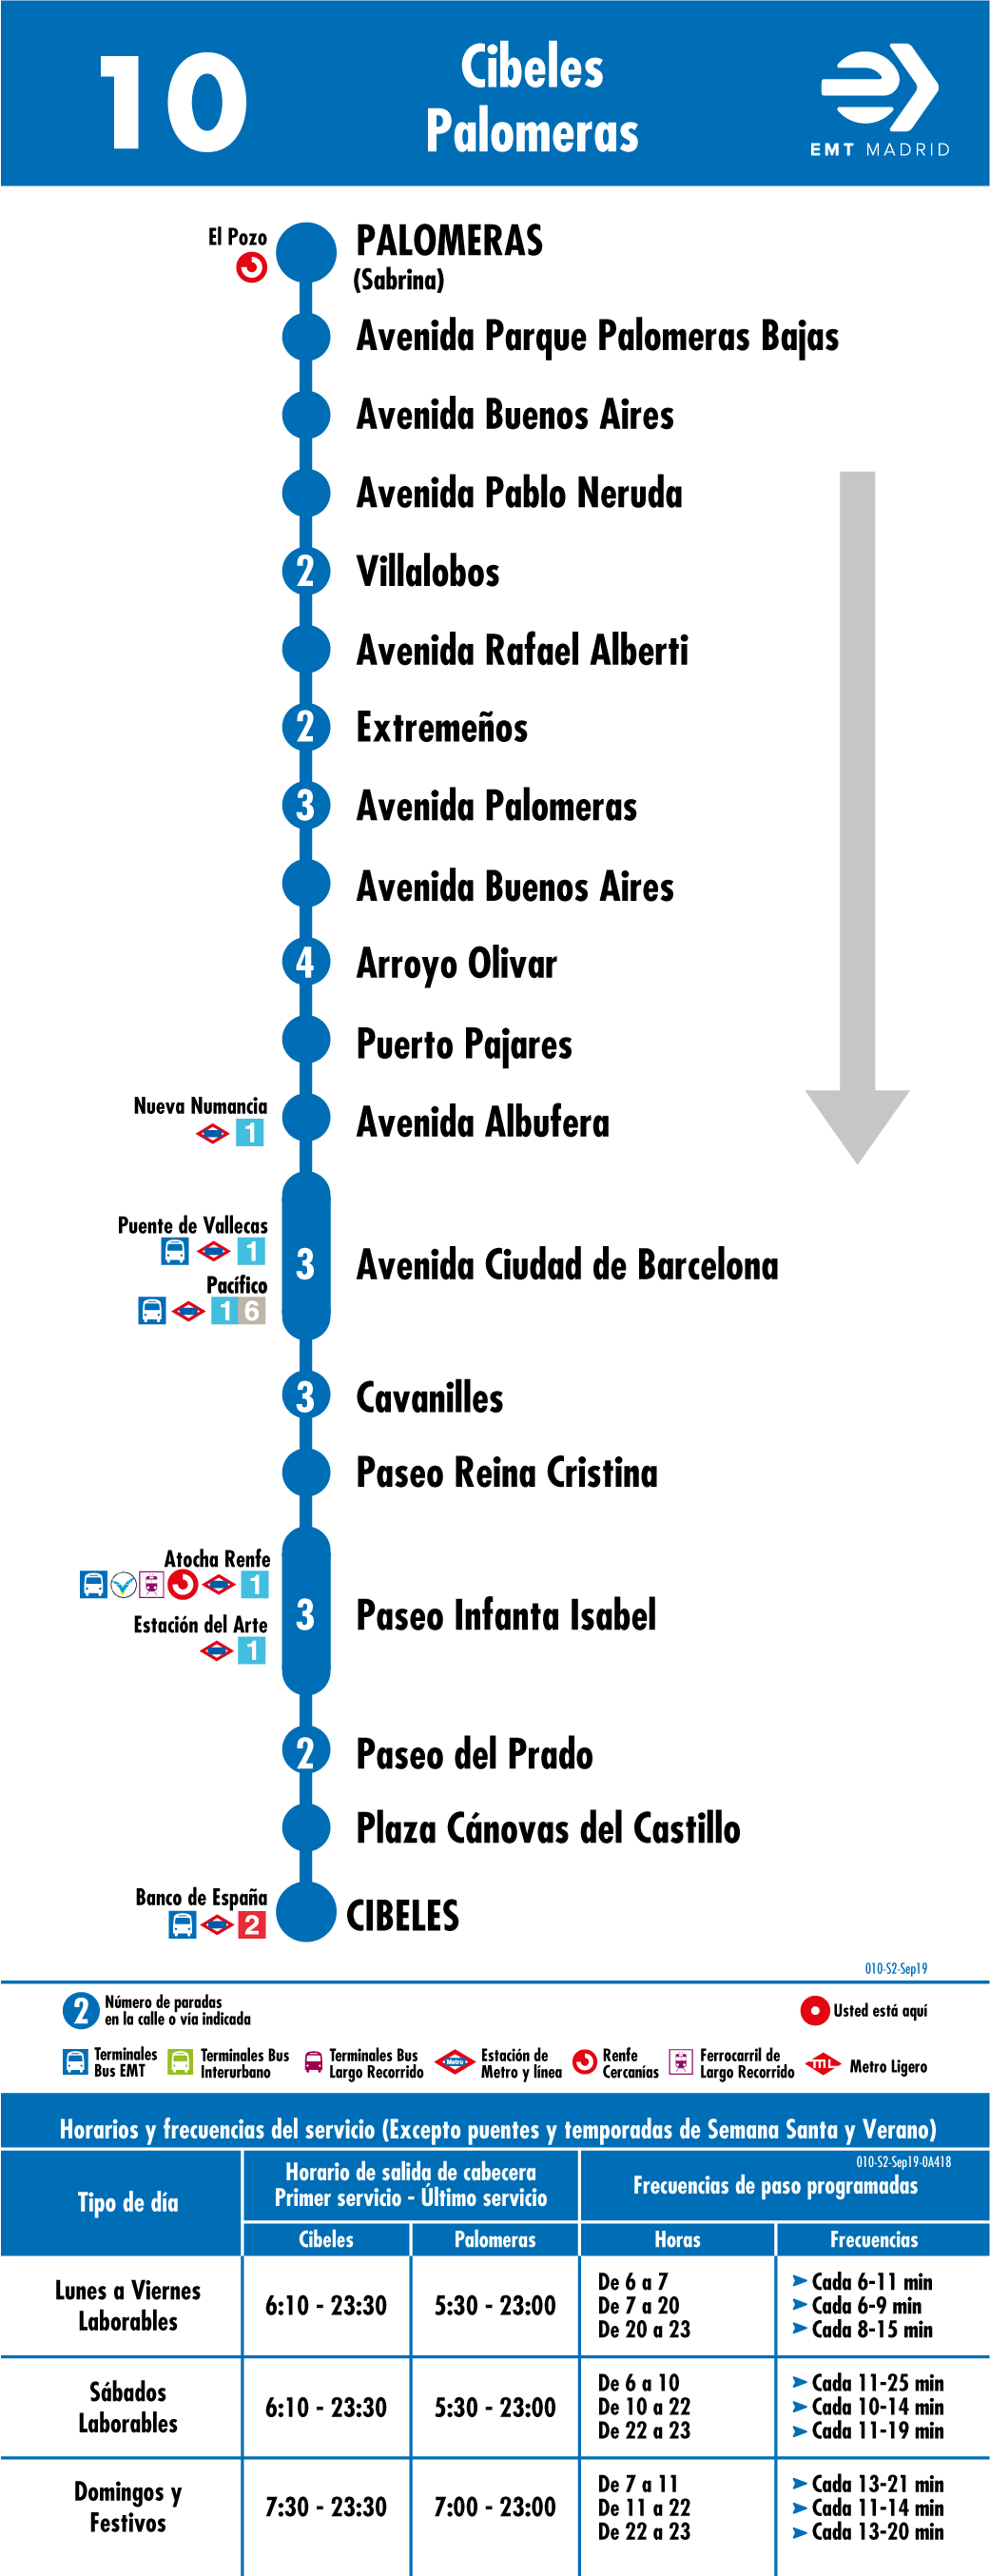 10
Cibeles
Palomeras
EMT MADRID
El Pozo
PALOMERAS
(Sabrina)
Avenida Parque Palomeras Bajas
Avenida Buenos Aires
Avenida Pablo Neruda
2 Villalobos
Avenida Rafael Alberti
2 Extremeños
3 Avenida Palomeras
Avenida Buenos Aires
4 Arroyo Olivar
Puerto Pajares
Nueva Numancia
1
Avenida Albufera
Puente de Vallecas
1
Pacífico
1 6
3 Avenida Ciudad de Barcelona
3 Cavanilles
Paseo Reina Cristina
Atocha Renfe
1
Estación del Arte
1
3 Paseo Infanta Isabel
2 Paseo del Prado
Plaza Cánovas del Castillo
Banco de España
2
CIBELES
010-S2-Sep19
2 Número de paradas
en la calle o vía indicada
Usted está aquí
Terminales
Bus EMT
Terminales Bus
Interurbano
Terminales Bus
Largo Recorrido
Metro
Estación de
Metro y línea
Renfe
Cercanías
Ferrocarril de
Largo Recorrido
ML
Metro Ligero
Horarios y frecuencias del servicio (Excepto puentes y temporadas de Semana Santa y Verano)
010-S2-Sep19-0A418
Tipo de día
Horario de salida de cabecera
Primer servicio - Último servicio
Frecuencias de paso programadas
Cibeles Palomeras Horas Frecuencias
Lunes a Viernes
Laborables
6:10 - 23:30 5:30 - 23:00
De 6 a 7 Cada 6-11 min
De 7 a 20 Cada 6-9 min
De 20 a 23 Cada 8-15 min
Sábados
Laborables
6:10 - 23:30 5:30 - 23:00
De 6 a 10 Cada 11-25 min
De 10 a 22 Cada 10-14 min
De 22 a 23 Cada 11-19 min
Domingos y
Festivos
7:30 - 23:30 7:00 - 23:00
De 7 a 11 Cada 13-21 min
De 11 a 22 Cada 11-14 min
De 22 a 23 Cada 13-20 min